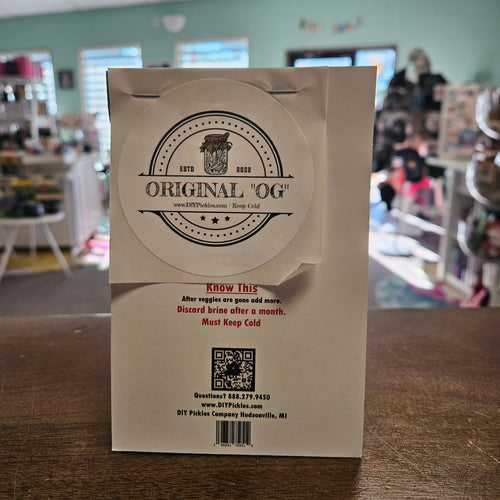 ESTD 2022
ORIGINAL "OG"
www.DIYPickles.com | Keep Cold
Know This
After veggies are gone add more.
Discard brine after a month.
Must Keep Cold
Questions? 888.279.9450
www.DIYPickles.com
DIY Pickles Company Hudsonville, MI